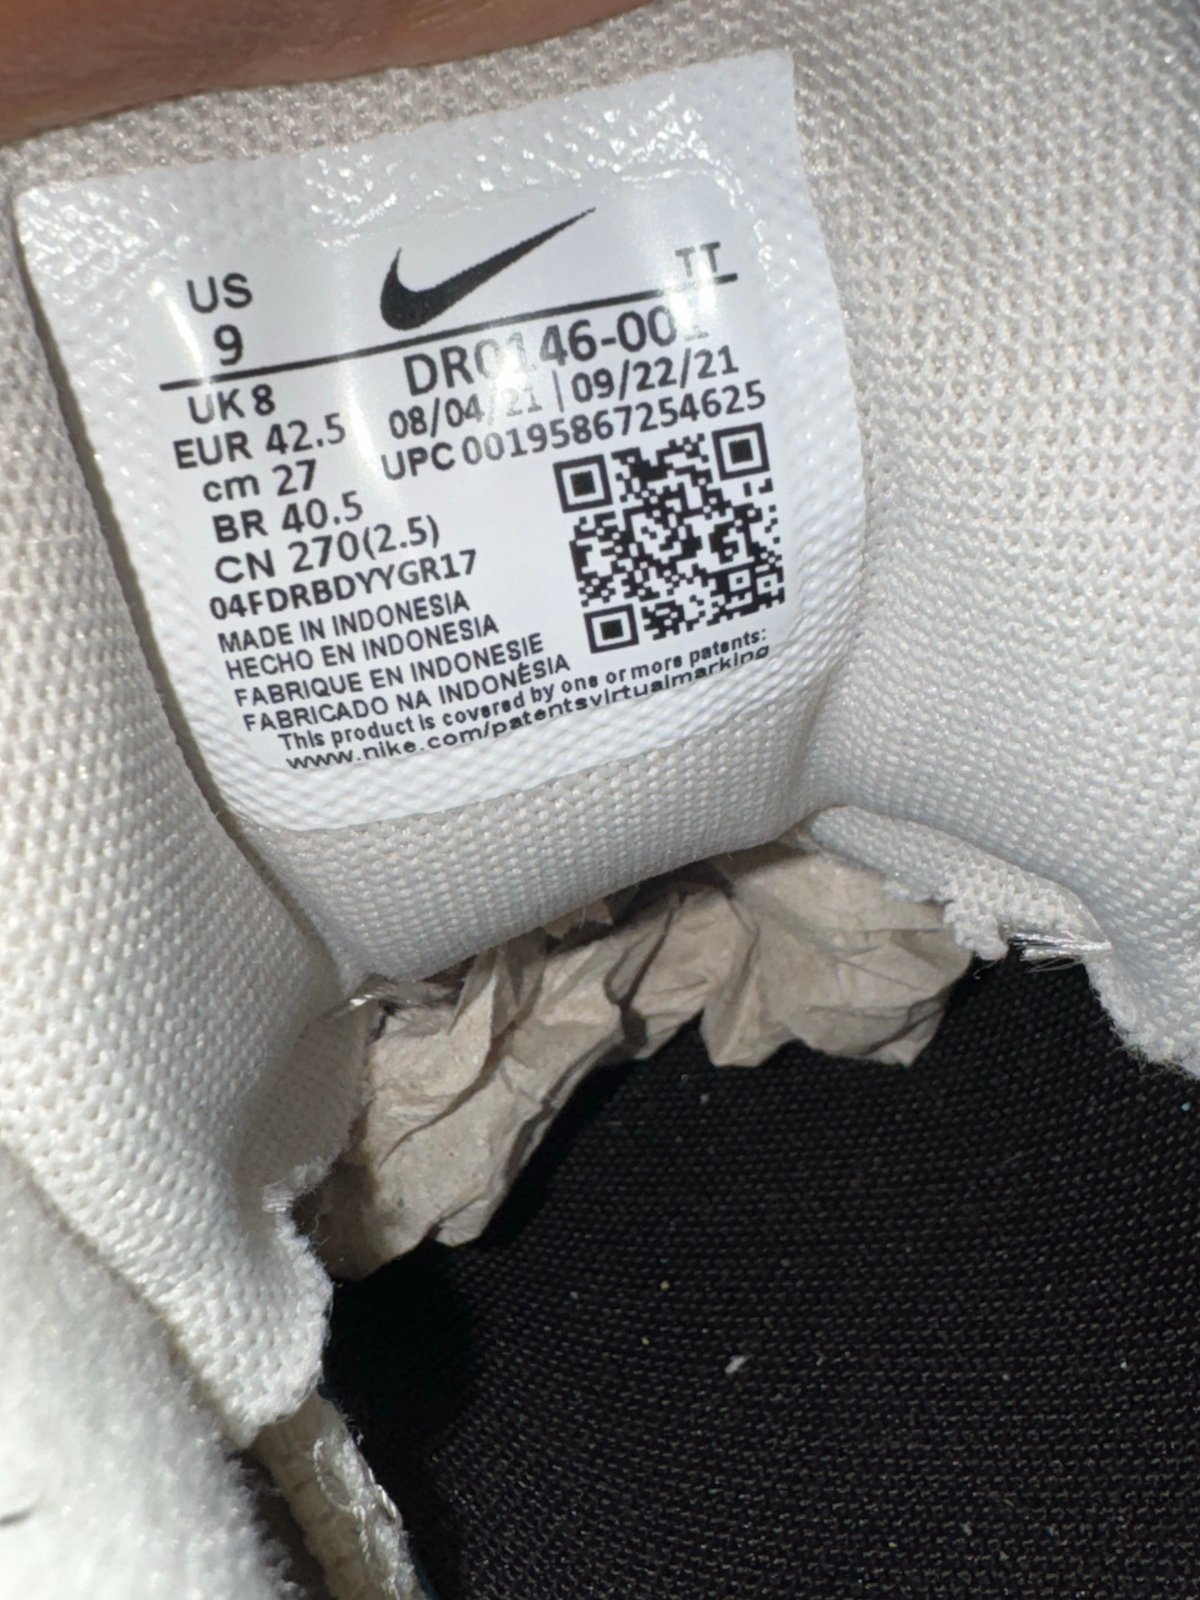 US
9
TT
UK 8
DR0146-001
EUR 42.5
08/04/21 | 09/22/21
cm 27
UPC 00195867254625
BR 40.5
CN 270(2.5)
04FDRBDYYGR17
MADE IN INDONESIA
HECHO EN INDONESIA
FABRIQUE EN INDONESIE
FABRICADO NA INDONÉSIA
This product is covered by one or more patents:
www.nike.com/patentsvirtualmarking